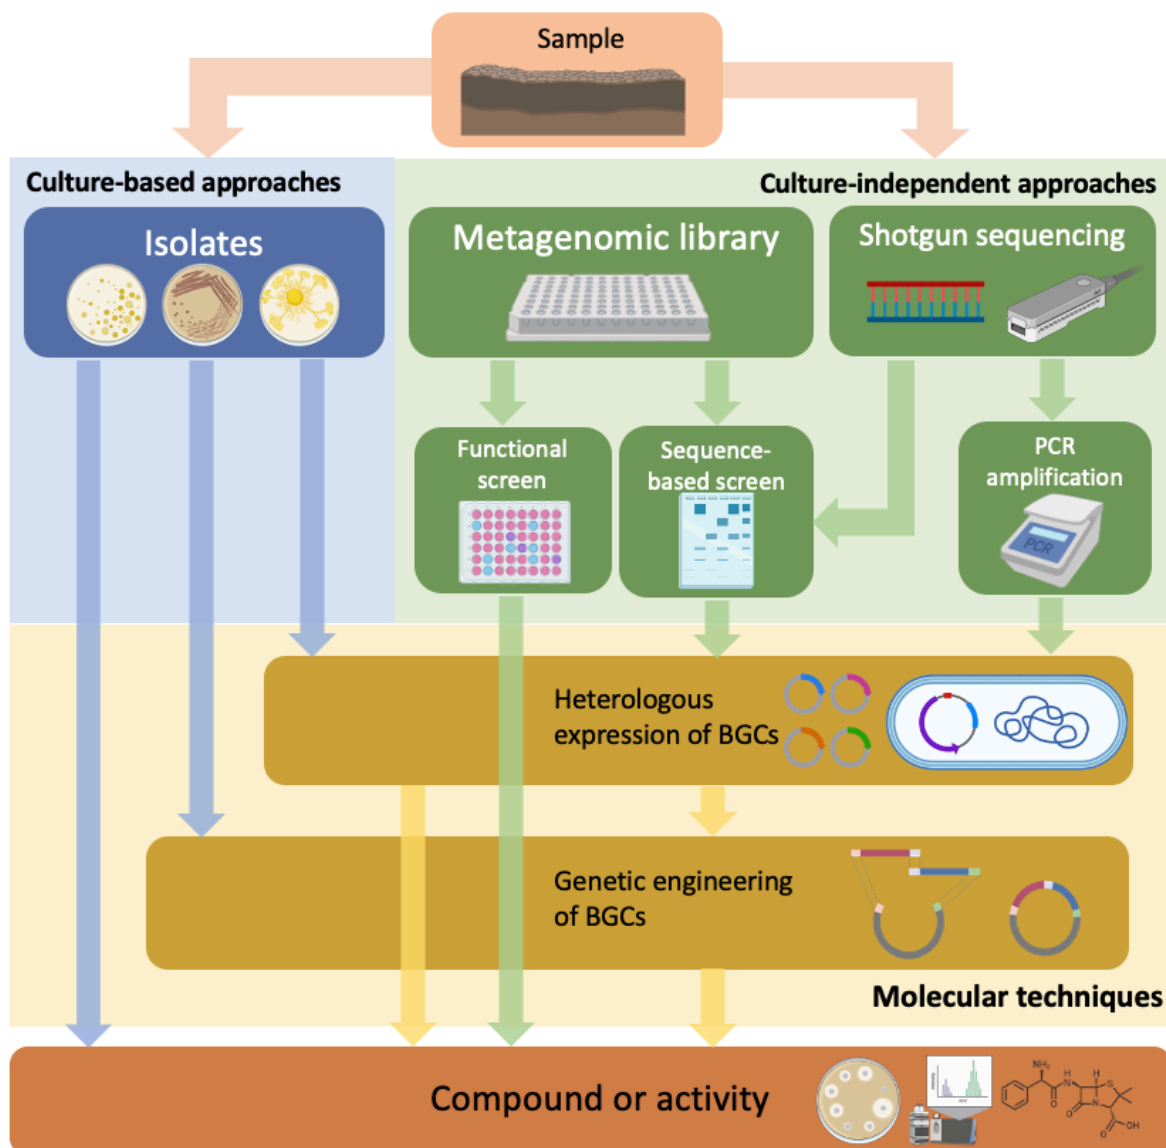 Sample
Culture-based approaches
Culture-independent approaches
Isolates
Metagenomic library
Shotgun sequencing
Functional
screen
Sequence-
based screen
PCR
amplification
PCR
Heterologous
expression of BGCs
Genetic engineering
of BGCs
Molecular techniques
Compound or activity
NH₂
H
N
H
S
O
N
O
O
OH